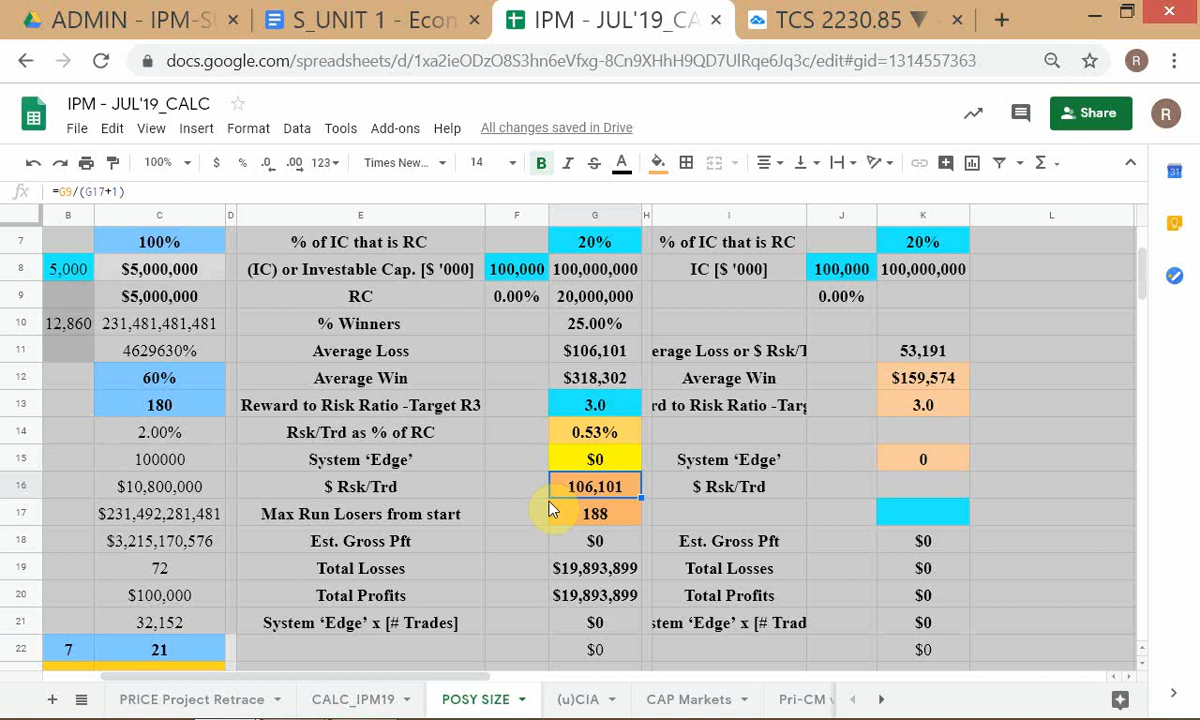 ADMIN - IPM-S
S_UNIT 1 - Econ
IPM - JUL'19_CA
TCS 2230.85
docs.google.com/spreadsheets/d/1xa2ieODzO8S3hn6eVfxg-8Cn9XHhH9QD7UlRqe6Jq3c/edit#gid=1314557363
R
IPM - JUL'19_CALC
File Edit View Insert Format Data Tools Add-ons Help All changes saved in Drive
Share
R
100% $ % .0 .00 123 Times New... 14 B I S A
31
fx =G9/(G17+1)
B C D E F G H I J K L
7 100% % of IC that is RC 20% % of IC that is RC 20%
8 5,000 $5,000,000 (IC) or Investable Cap. [$ '000] 100,000 100,000,000 IC [$ '000] 100,000 100,000,000
9 $5,000,000 RC 0.00% 20,000,000 0.00%
10 12,860 231,481,481,481 % Winners 25.00%
11 4629630% Average Loss $106,101 erage Loss or $ Rsk/T 53,191
12 60% Average Win $318,302 Average Win $159,574
13 180 Reward to Risk Ratio -Target R3 3.0 rd to Risk Ratio -Targ 3.0
14 2.00% Rsk/Trd as % of RC 0.53%
15 100000 System ‘Edge’ $0 System ‘Edge’ 0
16 $10,800,000 $ Rsk/Trd 106,101 $ Rsk/Trd
17 $231,492,281,481 Max Run Losers from start 188
18 $3,215,170,576 Est. Gross Pft $0 Est. Gross Pft $0
19 72 Total Losses $19,893,899 Total Losses $0
20 $100,000 Total Profits $19,893,899 Total Profits $0
21 32,152 System ‘Edge’ x [# Trades] $0 stem ‘Edge’ x [# Trad $0
22 7 21 $0 $0
PRICE Project Retrace CALC_IPM19 POSY SIZE (u)CIA CAP Markets Pri-CM